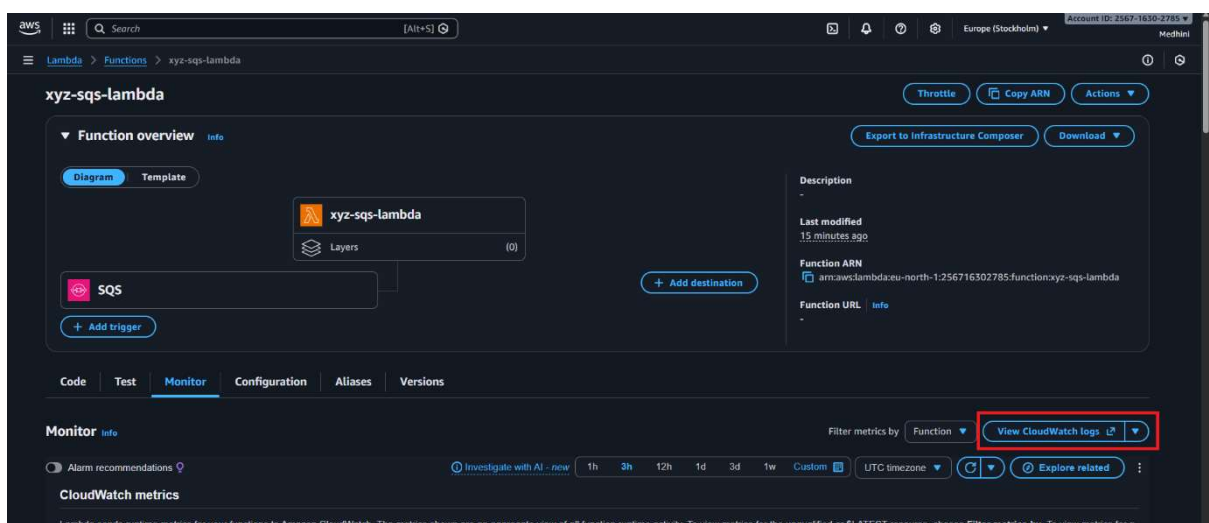 aws Search [Alt+S] Europe (Stockholm) ▼ Account ID: 2567-1630-2785 ▼
Medhini
Lambda > Functions > xyz-sqs-lambda
xyz-sqs-lambda Throttle Copy ARN Actions ▼
▼ Function overview Info Export to Infrastructure Composer Download ▼
Diagram Template
Description
-
xyz-sqs-lambda
Last modified
15 minutes ago
Layers (0)
Function ARN
arn:aws:lambda:eu-north-1:256716302785:function:xyz-sqs-lambda
SQS
+ Add destination
Function URL Info
-
+ Add trigger
Code Test Monitor Configuration Aliases Versions
Monitor Info Filter metrics by Function ▼ View CloudWatch logs ▼
Alarm recommendations Investigate with AI - new 1h 3h 12h 1d 3d 1w Custom UTC timezone ▼ Explore related
CloudWatch metrics